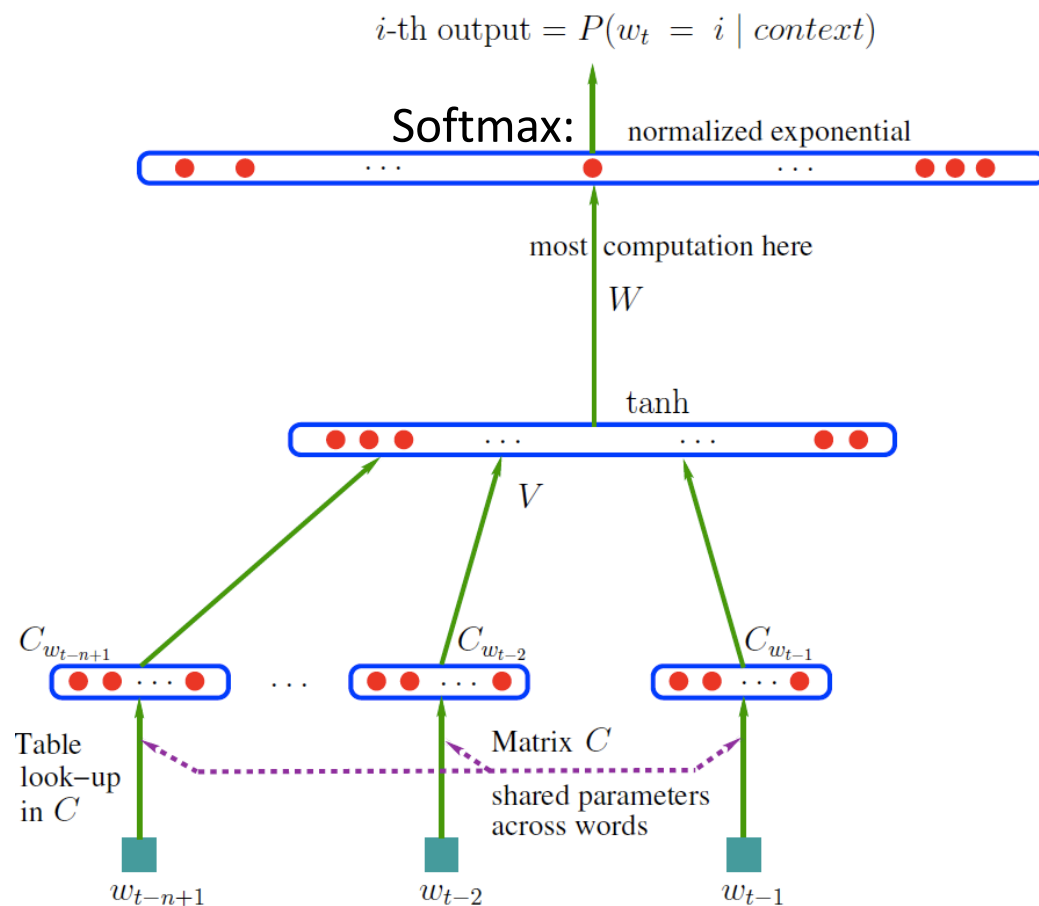 i-th output = P(w_t = i | context)
Softmax: normalized exponential
... ...
most computation here
W
tanh
... ...
V
C_{w_{t-n+1}} C_{w_{t-2}} C_{w_{t-1}}
... ... ... ...
Table
look-up
in C
Matrix C
shared parameters
across words
w_{t-n+1} w_{t-2} w_{t-1}